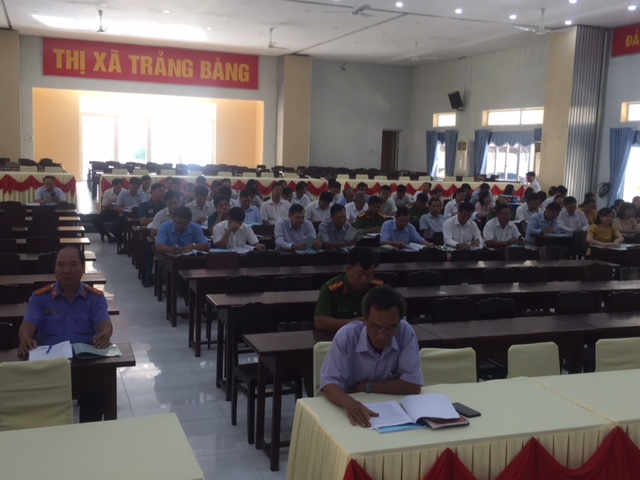 THỊ XÃ TRẢNG BÀNG
ĐẢ